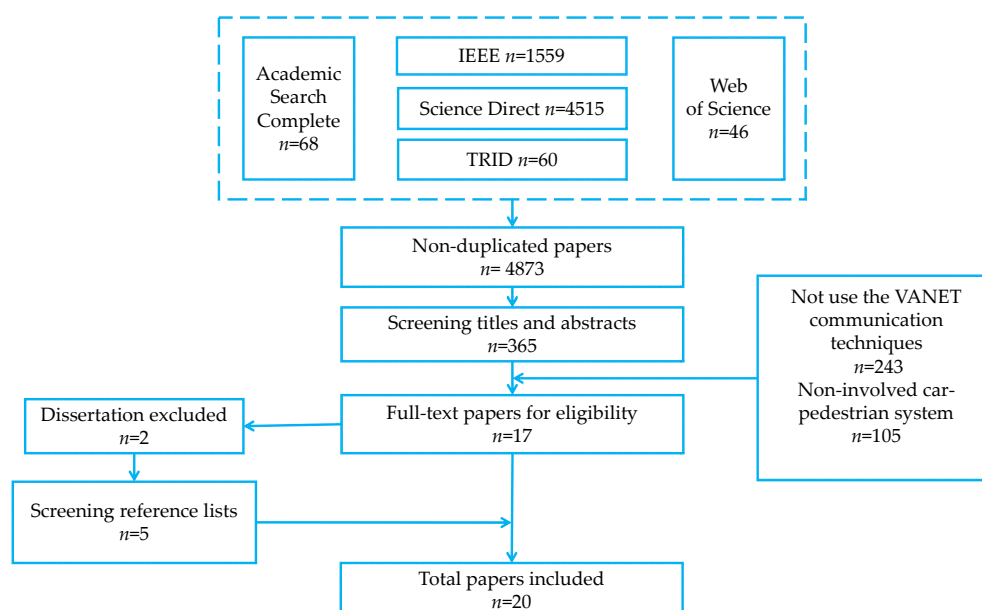 Academic
Search
Complete
n=68
IEEE n=1559
Science Direct n=4515
TRID n=60
Web
of Science
n=46
Non-duplicated papers
n= 4873
Screening titles and abstracts
n=365
Not use the VANET
communication
techniques
n=243
Non-involved car-
pedestrian system
n=105
Full-text papers for eligibility
n=17
Dissertation excluded
n=2
Screening reference lists
n=5
Total papers included
n=20